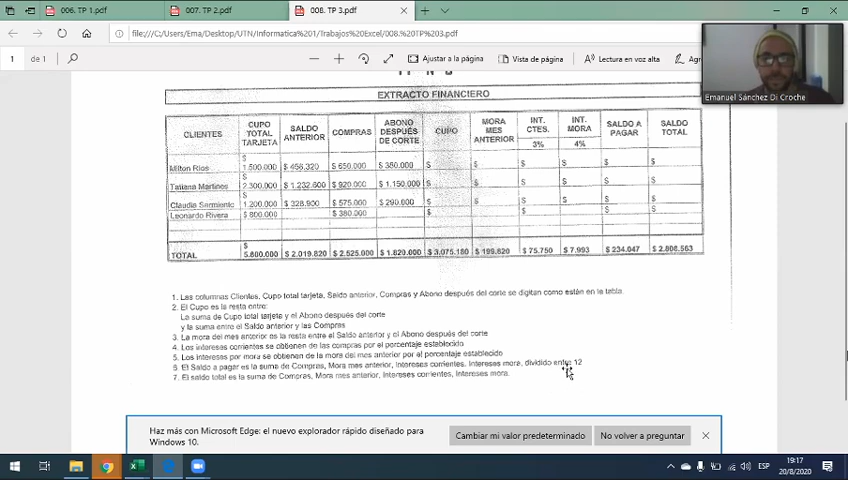 006. TP 1.pdf
007. TP 2.pdf
008. TP 3.pdf
file:///C:/Users/Ema/Desktop/UTN/Informatica%201/Trabajos%20Excel/008.%20TP%203.pdf
1 de 1
Ajustar a la página
Vista de página
Lectura en voz alta
Emanuel Sánchez Di Croche
EXTRACTO FINANCIERO
CLIENTES CUPO TOTAL TARJETA SALDO ANTERIOR COMPRAS ABONO DESPUÉS DE CORTE CUPO MORA MES ANTERIOR INT. CTES. INT. MORA SALDO A PAGAR SALDO TOTAL
3% 4%
Milton Rios $ 1.500.000 $ 456.320 $ 650.000 $ 380.000 $ $ $ $ $ $
Tatiana Martinez $ 2.300.000 $ 1.232.600 $ 920.000 $ 1.150.000 $ $ $ $ $ $
Claudia Sarmiento $ 1.200.000 $ 328.900 $ 575.000 $ 290.000 $ $ $ $ $ $
Leonardo Rivera $ 800.000 $ 380.000 $ $ $ $
TOTAL $ 5.800.000 $ 2.019.820 $ 2.525.000 $ 1.820.000 $ 3.075.180 $ 199.820 $ 75.750 $ 7.993 $ 234.047 $ 2.808.563
1. Las columnas Clientes, Cupo total tarjeta, Saldo anterior, Compras y Abono después del corte se digitan como están en la tabla.
2. El Cupo es la resta entre:
La suma de Cupo total tarjeta y el Abono después del corte
y la suma entre el Saldo anterior y las Compras
3. La mora del mes anterior es la resta entre el Saldo anterior y el Abono después del corte
4. Los intereses corrientes se obtienen de las compras por el porcentaje establecido
5. Los intereses por mora se obtienen de la mora del mes anterior por el porcentaje establecido
6. El Saldo a pagar es la suma de Compras, Mora mes anterior, Intereses corrientes, Intereses mora, dividido entre 12
7. El saldo total es la suma de Compras, Mora mes anterior, Intereses corrientes, Intereses mora.
Haz más con Microsoft Edge: el nuevo explorador rápido diseñado para
Windows 10.
Cambiar mi valor predeterminado
No volver a preguntar
ESP
19:17
20/8/2020